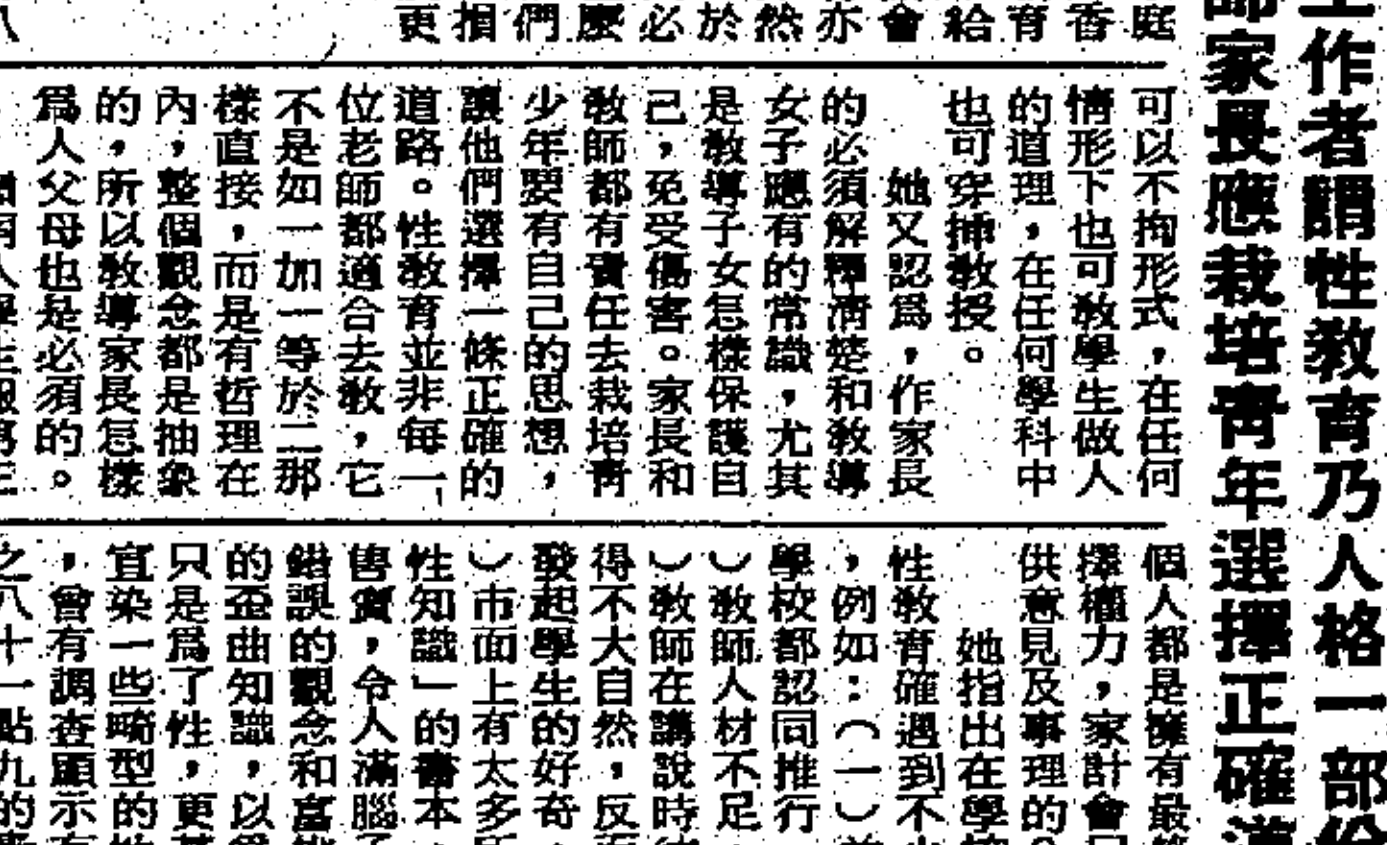 作者謂性教育乃人格一部份
家長應栽培青年選擇正確
庭
香
育
給
會
亦
然
於
必
麼
們
損
更
可以不拘形式，在任何
情形下也可教學生做人
的道理，在任何學科中
也可穿揷教授。
她又認爲，作家長
的必須解釋淸楚和教導
女子應有的常識，尤其
是教導子女怎樣保護自
己，免受傷害。家長和
教師都有責任去栽培靑
少年要有自己的思想，
讓他們選擇一條正確的
道路。性教育並非每一
位老師都適合去教，它
不是如一加一等於二那
樣直接，而是有哲理在
內，整個觀念都是抽象
的，所以教導家長怎樣
爲人父母也是必須的。
個人都是擁有最
擇權力，家計會
供意見及事理的
她指出在學
性教育確遇到不
，例如：（一）
學校都認同推行
）教師人材不足
）教師在講說時
得不大自然，反
發起學生的好奇
）市面上有太多
性知識」的書本
售賣，令人滿腦
錯誤的觀念和
的歪曲知識，以
只是爲了性，更
宣染一些畸型的
，會有調查顯示
之八十一點九的